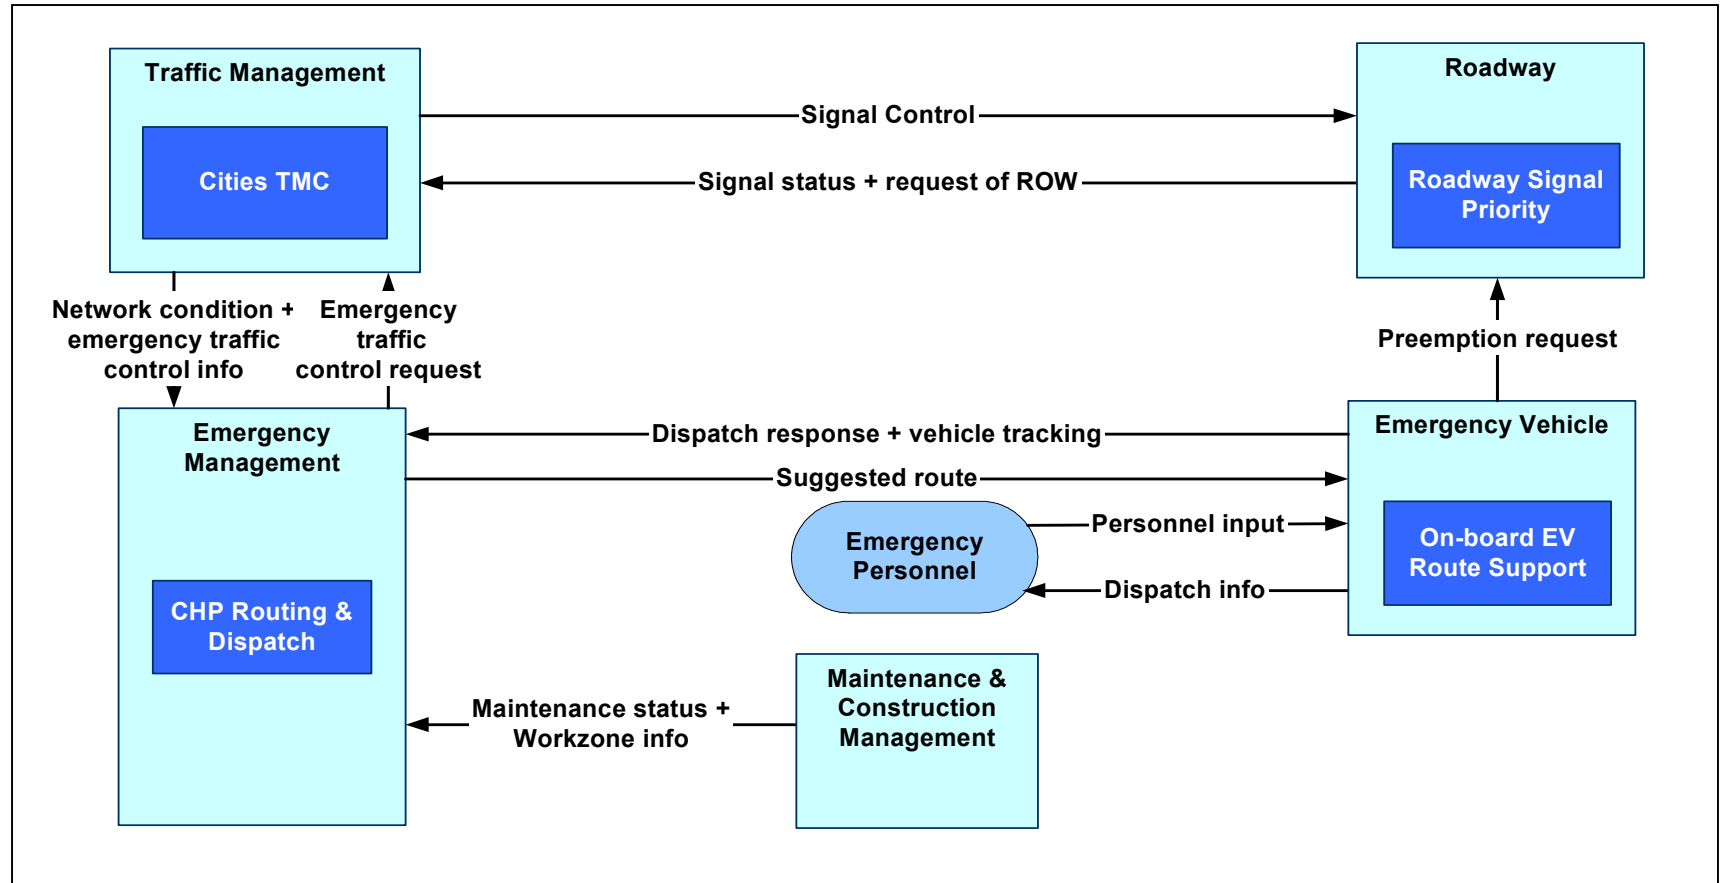 Traffic Management
Cities TMC
Roadway
Roadway Signal
Priority
Signal Control
Signal status + request of ROW
Network condition +
emergency traffic
control info
Emergency
traffic
control request
Preemption request
Emergency
Management
CHP Routing &
Dispatch
Dispatch response + vehicle tracking
Suggested route
Emergency Vehicle
On-board EV
Route Support
Emergency
Personnel
Personnel input
Dispatch info
Maintenance status +
Workzone info
Maintenance &
Construction
Management